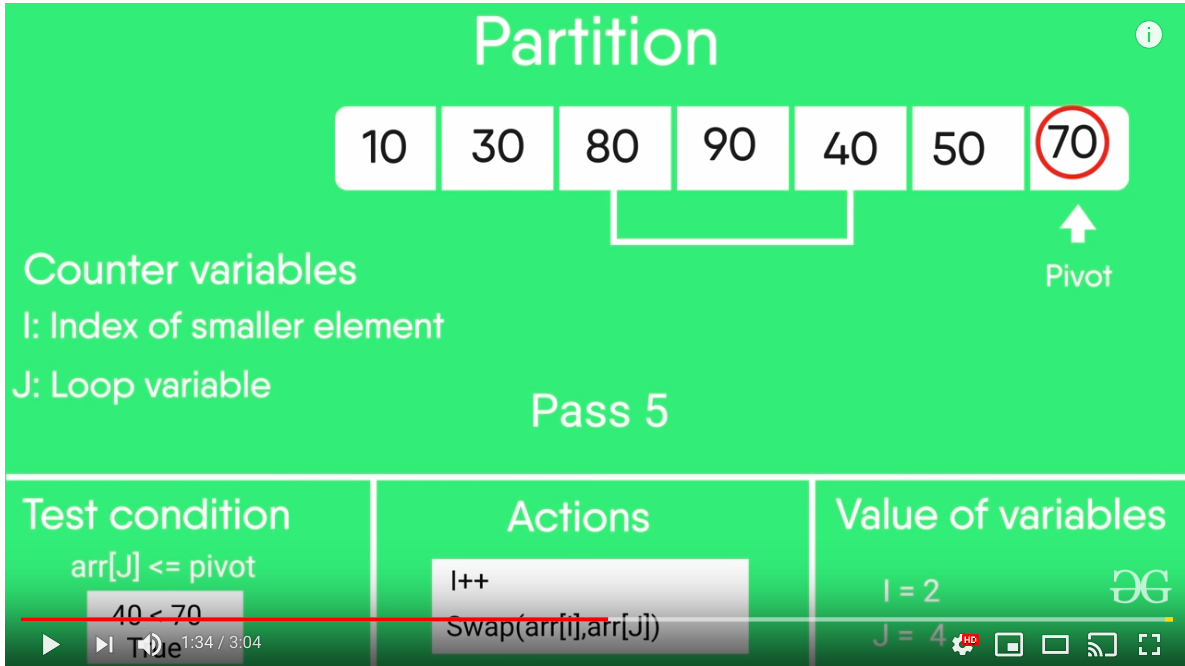 Partition
10 30 80 90 40 50 70
Pivot
Counter variables
I: Index of smaller element
J: Loop variable
Pass 5
Test condition
arr[J] <= pivot
40 < 70
True
Actions
I++
Swap(arr[I],arr[J])
Value of variables
I = 2
J = 4
GG
1:34 / 3:04
HD